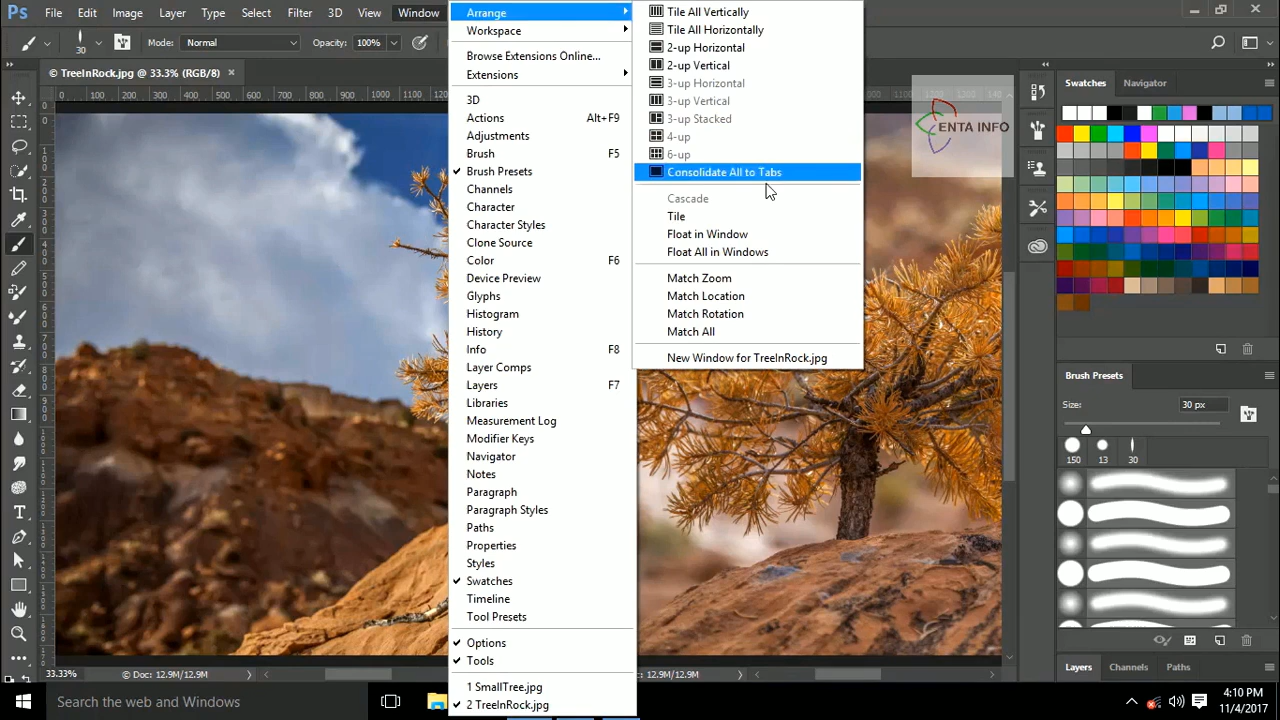 Ps File Edit Image Layer Type Select Filter 3D Window
30 Mode: Normal Opacity: 100%
© TreeInRock.jpg @ 33.3% (RGB/8) ×
Arrange
Workspace
Browse Extensions Online...
Extensions
3D
Actions Alt+F9
Adjustments
Brush F5
Brush Presets
Channels
Character
Character Styles
Clone Source
Color F6
Device Preview
Glyphs
Histogram
History
Info F8
Layer Comps
Layers F7
Libraries
Measurement Log
Modifier Keys
Navigator
Notes
Paragraph
Paragraph Styles
Paths
Properties
Styles
Swatches
Timeline
Tool Presets
Options
Tools
1 SmallTree.jpg
2 TreeInRock.jpg
Tile All Vertically
Tile All Horizontally
2-up Horizontal
2-up Vertical
3-up Horizontal
3-up Vertical
3-up Stacked
4-up
6-up
Consolidate All to Tabs
Cascade
Tile
Float in Window
Float All in Windows
Match Zoom
Match Location
Match Rotation
Match All
New Window for TreeInRock.jpg
ENTA INFO
Swatches Navigator
Brush Presets
Size: 30 px
150 13 30
Layers Channels Paths
33.33% © Doc: 12.9M/12.9M
12.9M/12.9M
Search the web and Windows
4:10 PM
11/4/2017